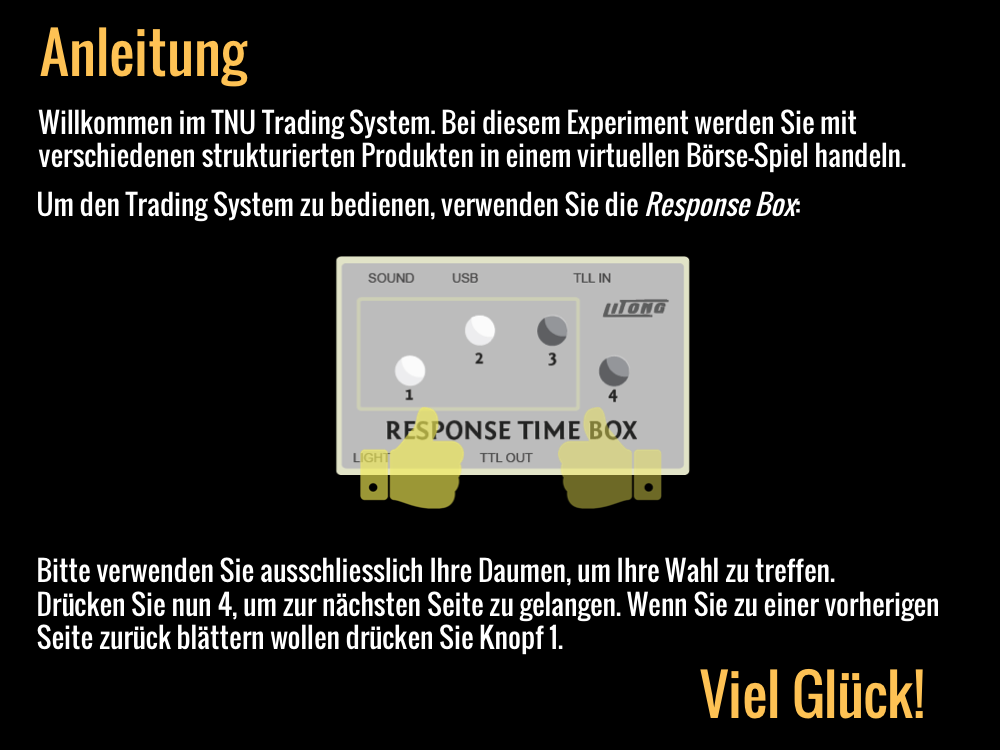 Anleitung
Willkommen im TNU Trading System. Bei diesem Experiment werden Sie mit
verschiedenen strukturierten Produkten in einem virtuellen Börse-Spiel handeln.
Um den Trading System zu bedienen, verwenden Sie die Response Box:
SOUND USB TLL IN
LiTONG
2 3
1 4
RESPONSE TIME BOX
LIGHT TTL OUT
Bitte verwenden Sie ausschliesslich Ihre Daumen, um Ihre Wahl zu treffen.
Drücken Sie nun 4, um zur nächsten Seite zu gelangen. Wenn Sie zu einer vorherigen
Seite zurück blättern wollen drücken Sie Knopf 1.
Viel Glück!